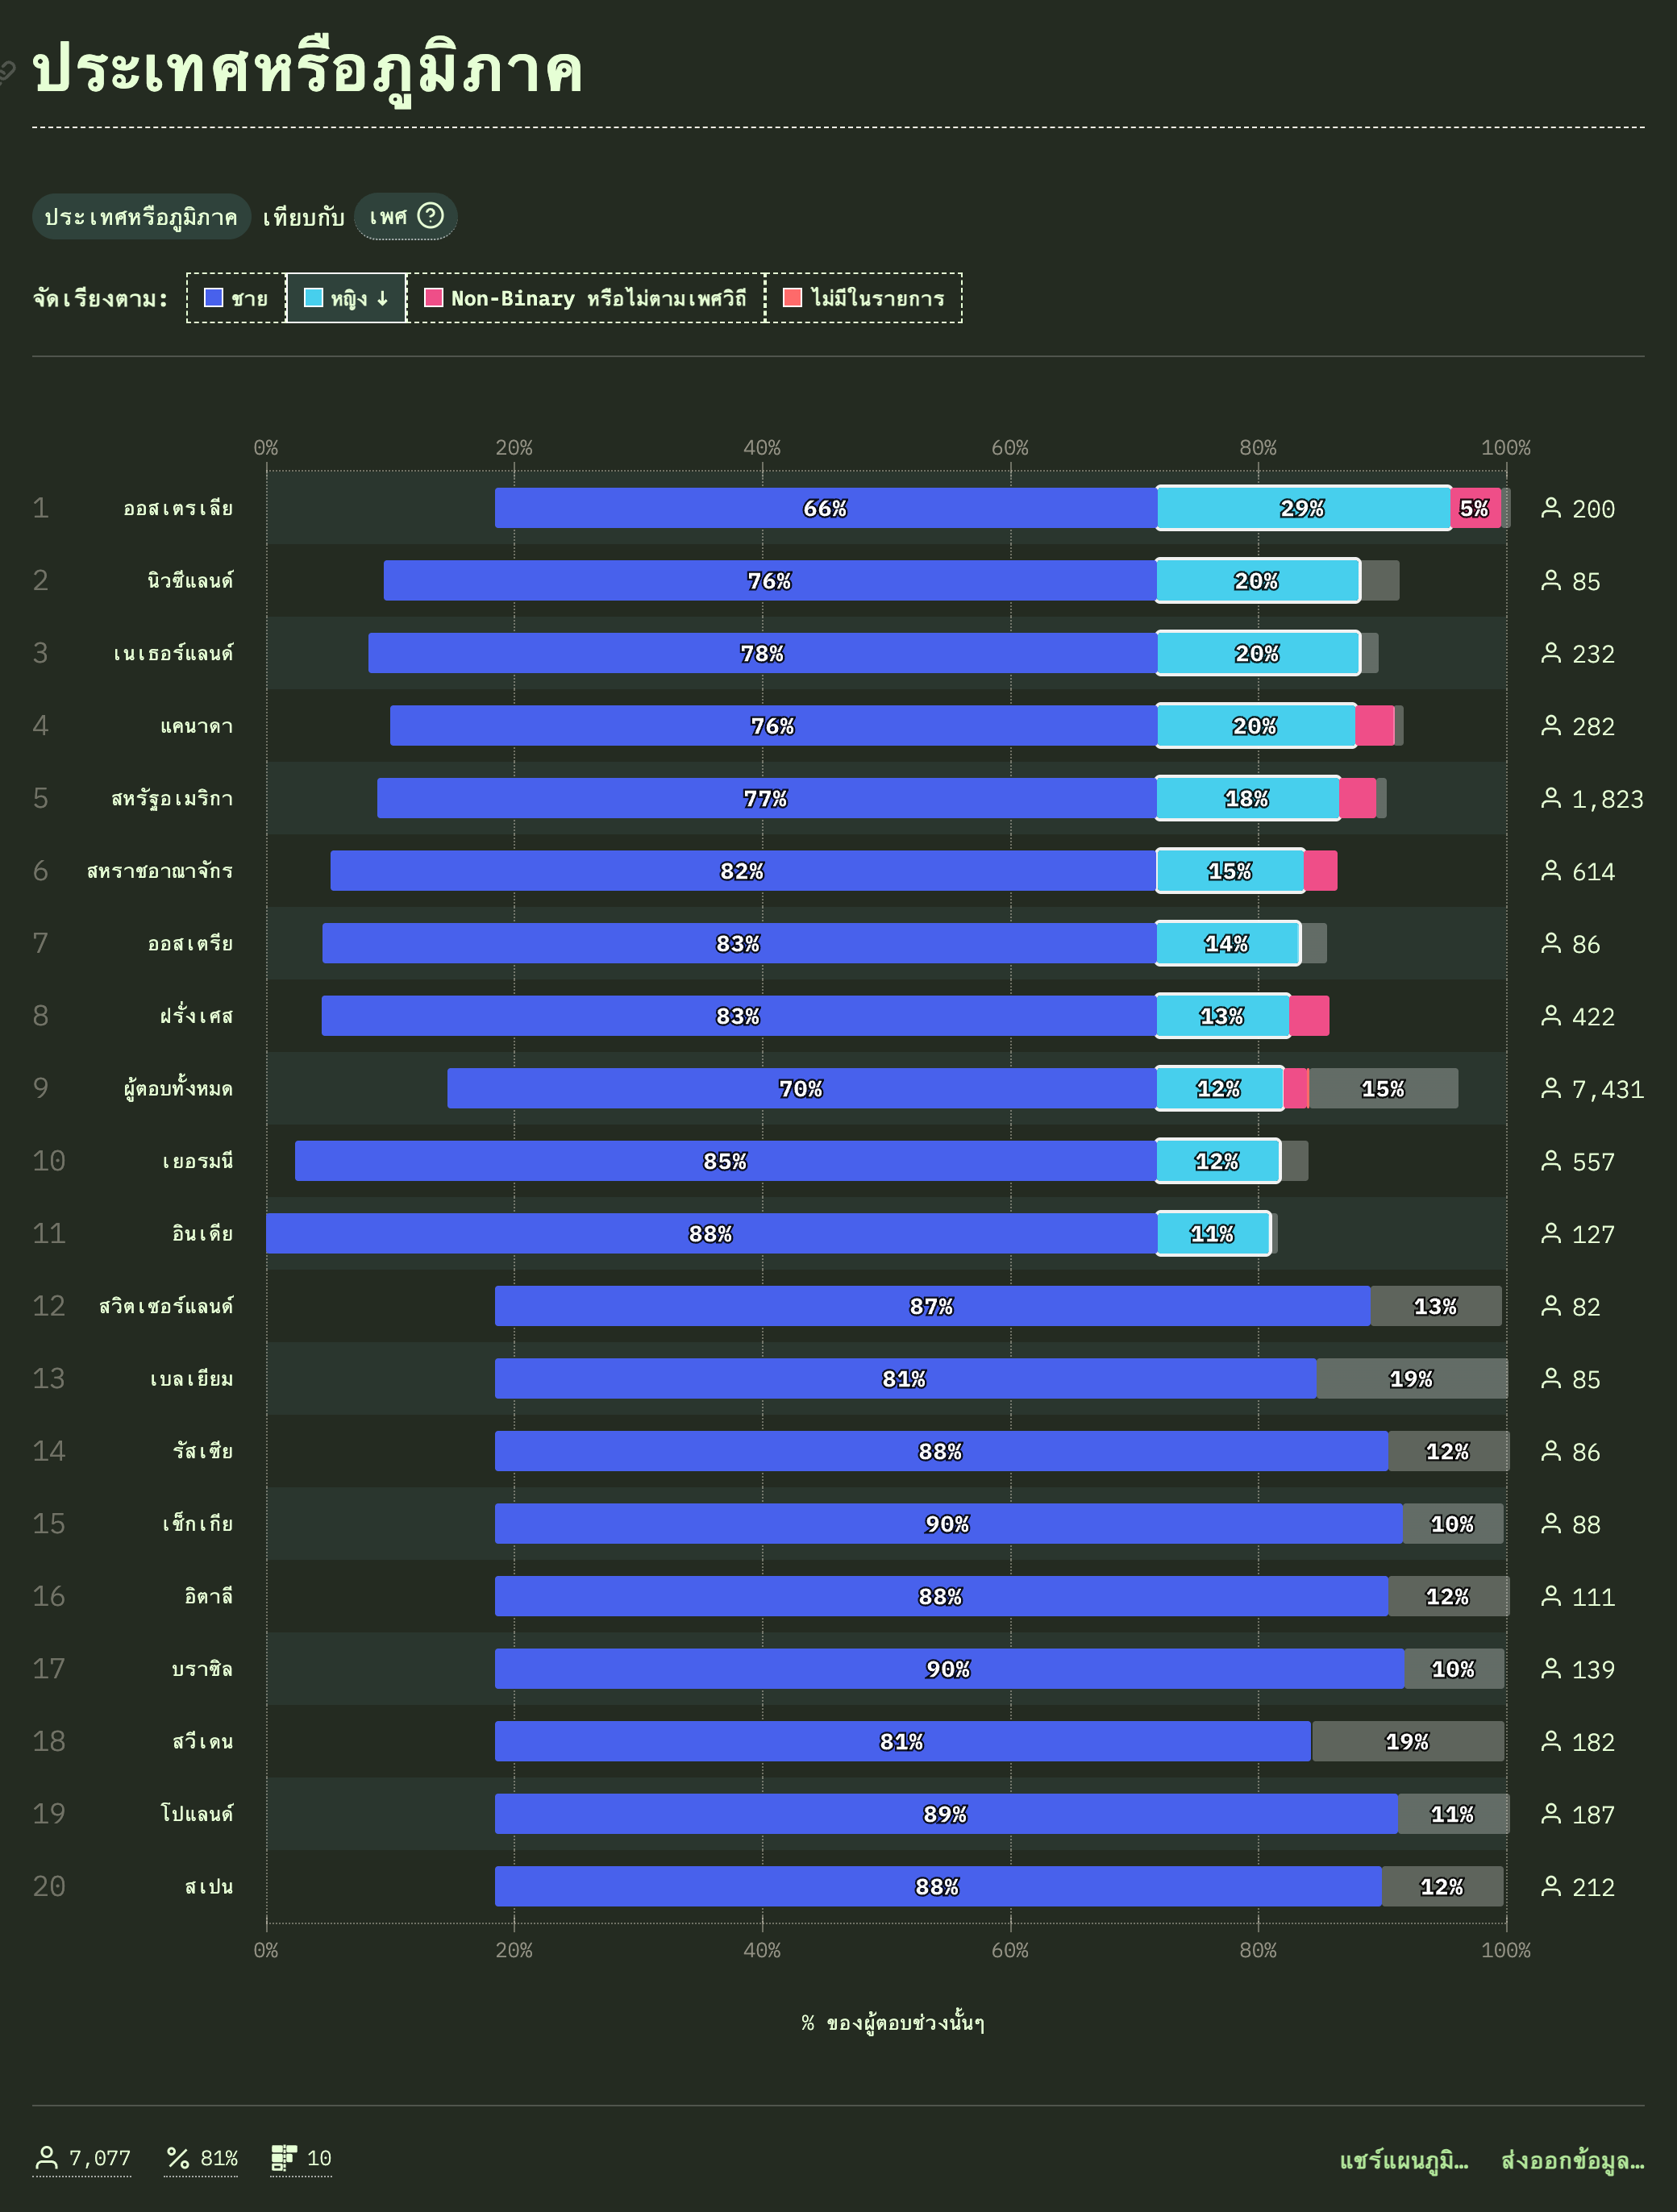 ประเทศหรือภูมิภาค
ประเทศหรือภูมิภาค เทียบกับ เพศ ?
จัดเรียงตาม: ชาย หญิง ↓ Non-Binary หรือไม่ตามเพศวิถี ไม่มีในรายการ
0% 20% 40% 60% 80% 100%
1 ออสเตรเลีย 66% 29% 5% 200
2 นิวซีแลนด์ 76% 20% 85
3 เนเธอร์แลนด์ 78% 20% 232
4 แคนาดา 76% 20% 282
5 สหรัฐอเมริกา 77% 18% 1,823
6 สหราชอาณาจักร 82% 15% 614
7 ออสเตรีย 83% 14% 86
8 ฝรั่งเศส 83% 13% 422
9 ผู้ตอบทั้งหมด 70% 12% 15% 7,431
10 เยอรมนี 85% 12% 557
11 อินเดีย 88% 11% 127
12 สวิตเซอร์แลนด์ 87% 13% 82
13 เบลเยียม 81% 19% 85
14 รัสเซีย 88% 12% 86
15 เช็กเกีย 90% 10% 88
16 อิตาลี 88% 12% 111
17 บราซิล 90% 10% 139
18 สวีเดน 81% 19% 182
19 โปแลนด์ 89% 11% 187
20 สเปน 88% 12% 212
0% 20% 40% 60% 80% 100%
% ของผู้ตอบช่วงนั้นๆ
7,077 81% 10 แชร์แผนภูมิ… ส่งออกข้อมูล…